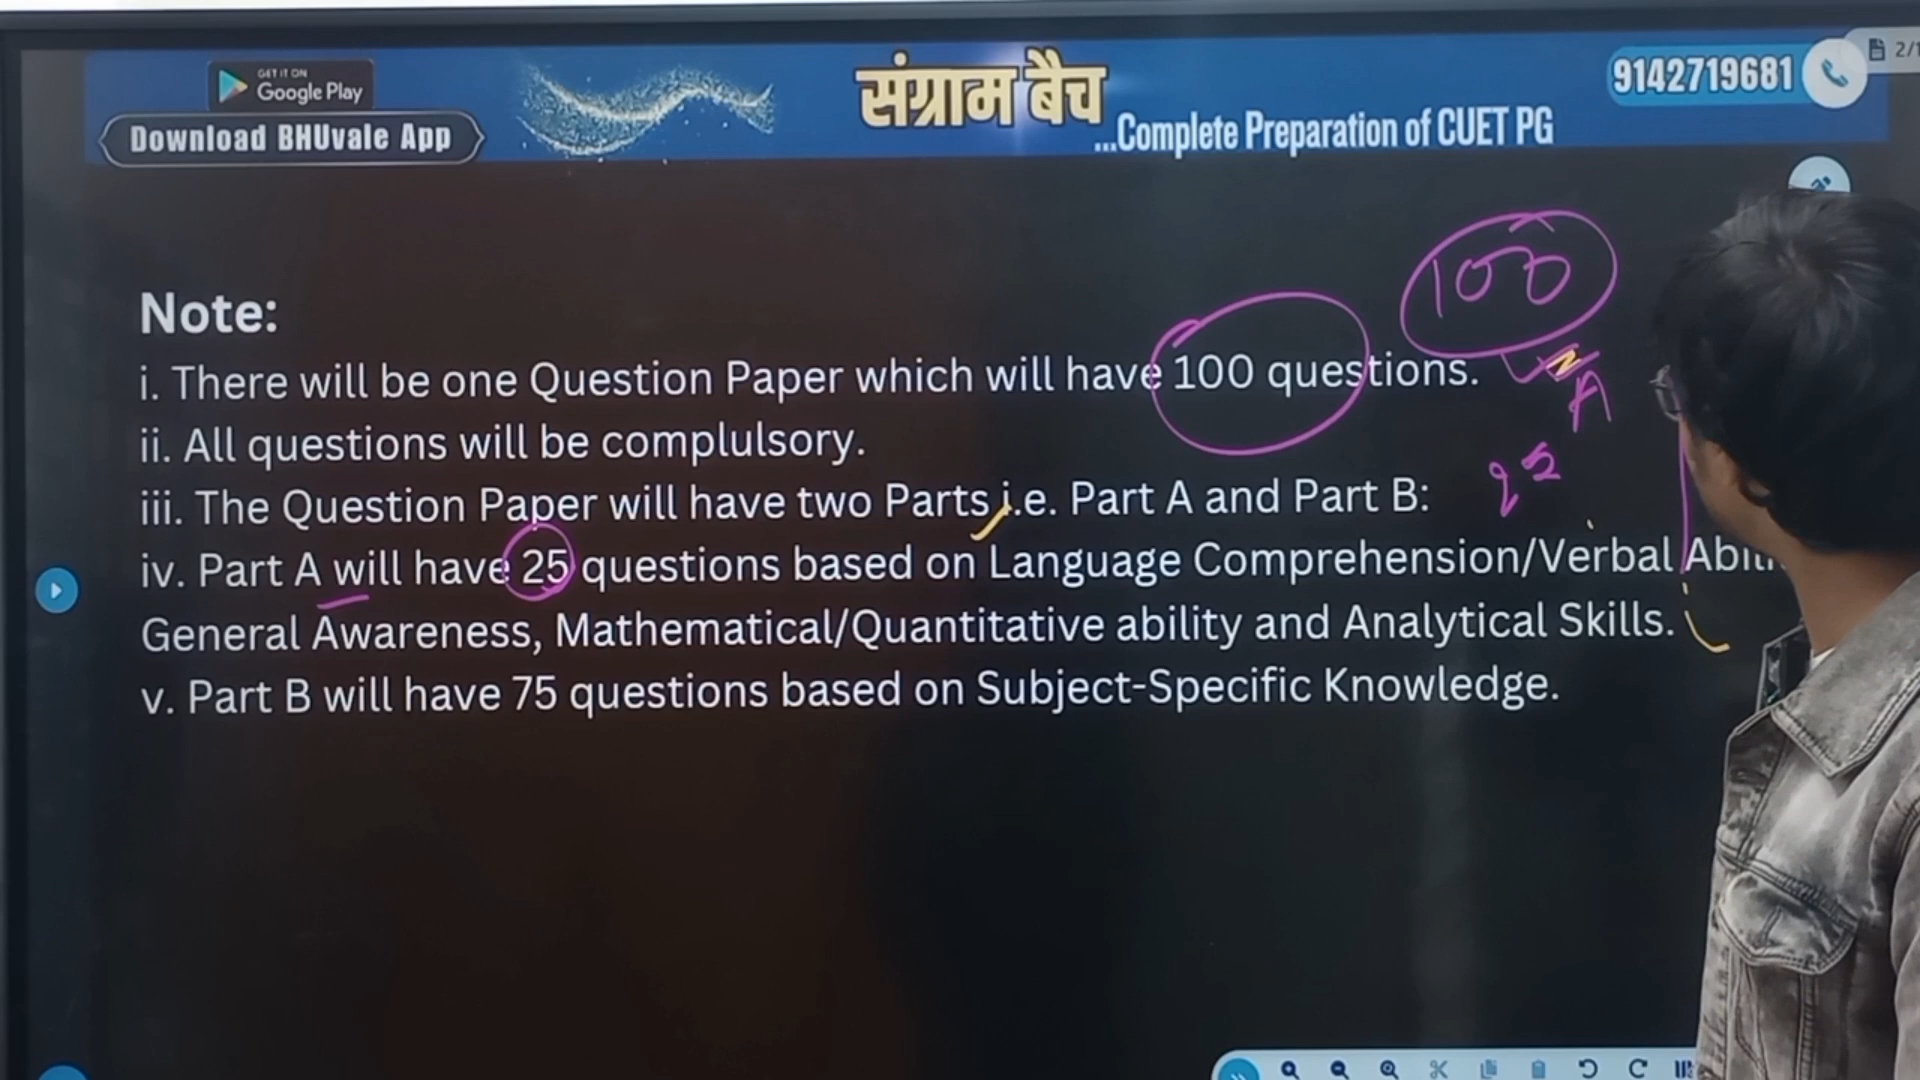 GET IT ON
Google Play
Download BHUvale App
संग्राम बैच
...Complete Preparation of CUET PG
9142719681
2/1
100
Note:
i. There will be one Question Paper which will have 100 questions.
A
ii. All questions will be complulsory.
25
iii. The Question Paper will have two Parts i.e. Part A and Part B:
iv. Part A will have 25 questions based on Language Comprehension/Verbal
General Awareness, Mathematical/Quantitative ability and Analytical Skills.
v. Part B will have 75 questions based on Subject-Specific Knowledge.